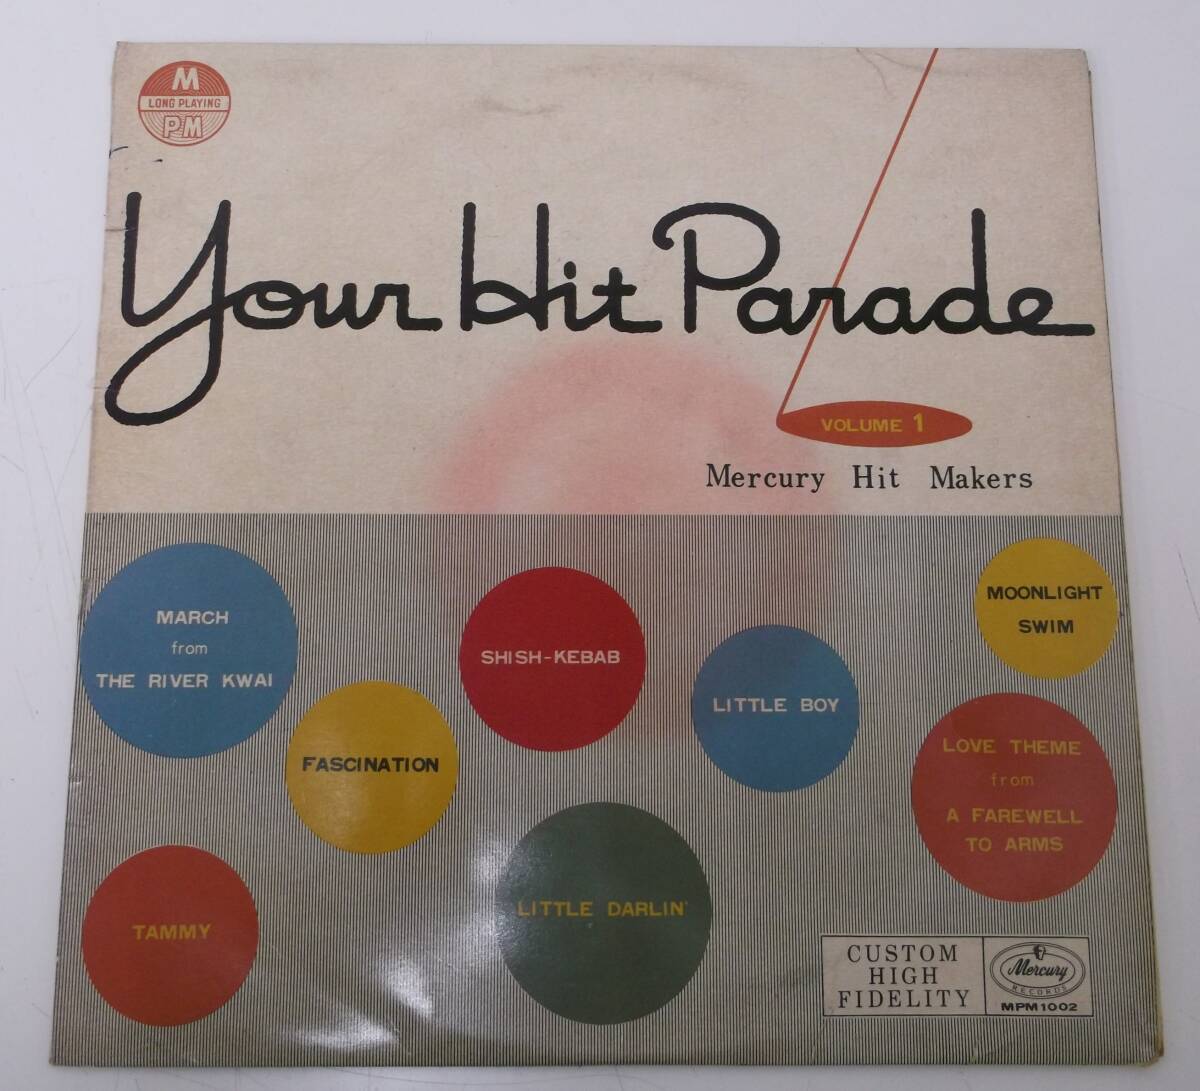 M
LONG PLAYING
PM
Your Hit Parade
VOLUME 1
Mercury Hit Makers
MARCH
from
THE RIVER KWAI
FASCINATION
TAMMY
SHISH-KEBAB
LITTLE DARLIN'
LITTLE BOY
MOONLIGHT
SWIM
LOVE THEME
from
A FAREWELL
TO ARMS
CUSTOM
HIGH
FIDELITY
Mercury
RECORDS
MPM1002